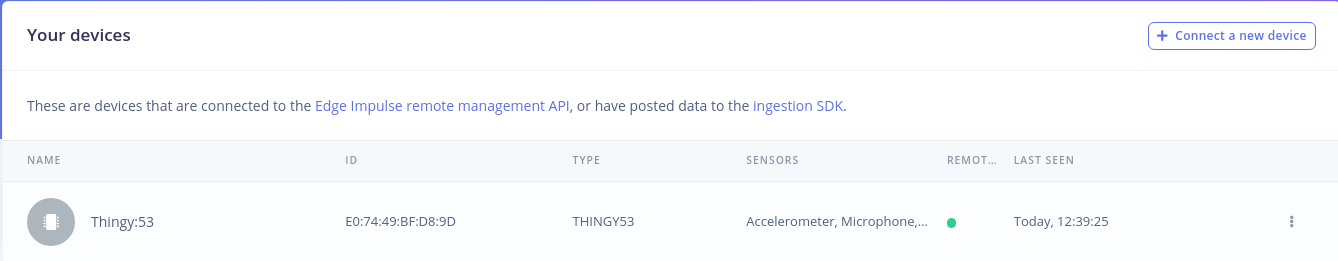 Your devices
+ Connect a new device
These are devices that are connected to the Edge Impulse remote management API, or have posted data to the ingestion SDK.
NAME ID TYPE SENSORS REMOT... LAST SEEN
Thingy:53 E0:74:49:BF:D8:9D THINGY53 Accelerometer, Microphone,... Today, 12:39:25